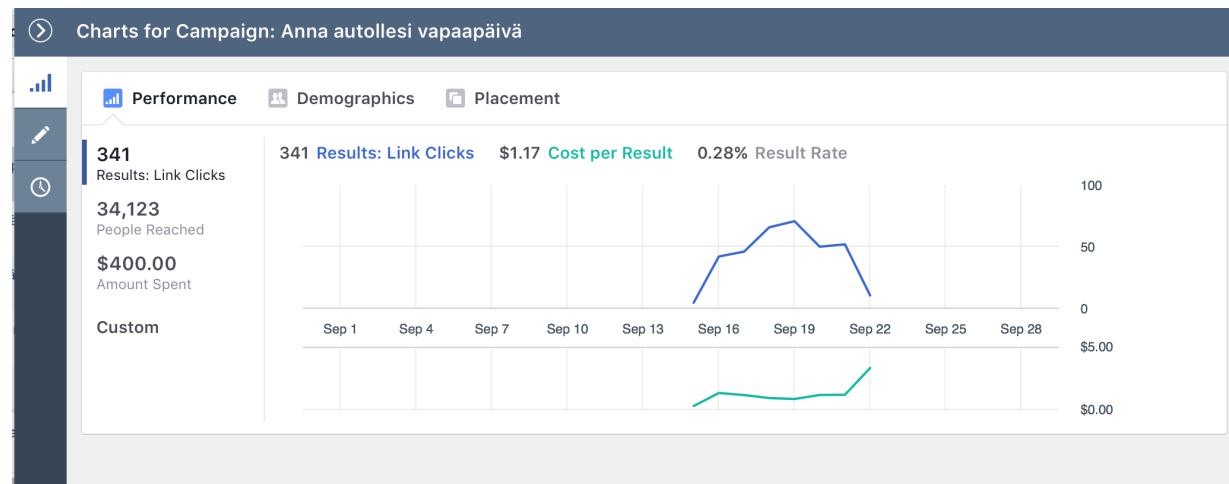 Charts for Campaign: Anna autollesi vapaapäivä
Performance Demographics Placement
341
Results: Link Clicks
34,123
People Reached
$400.00
Amount Spent
Custom
341 Results: Link Clicks $1.17 Cost per Result 0.28% Result Rate
100
50
0
Sep 1 Sep 4 Sep 7 Sep 10 Sep 13 Sep 16 Sep 19 Sep 22 Sep 25 Sep 28
$5.00
$0.00